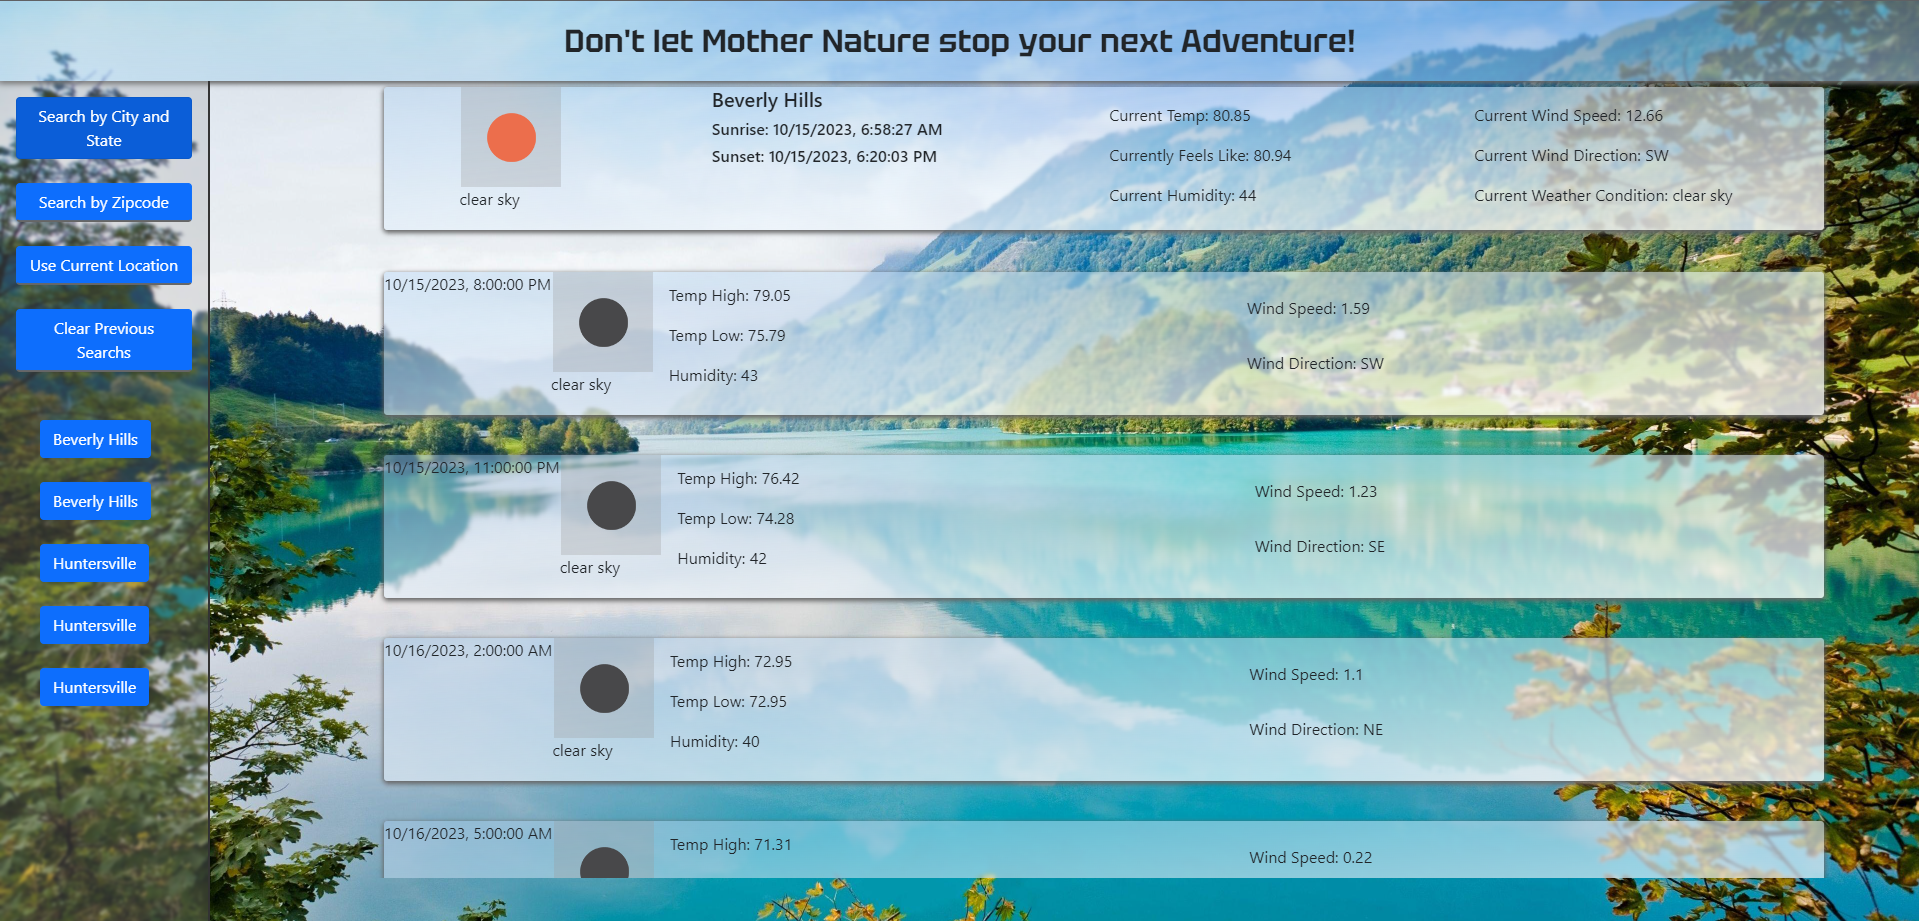 Don't let Mother Nature stop your next Adventure!
Search by City and
State
Search by Zipcode
Use Current Location
Clear Previous
Searchs
Beverly Hills
Beverly Hills
Huntersville
Huntersville
Huntersville
clear sky
Beverly Hills
Sunrise: 10/15/2023, 6:58:27 AM
Sunset: 10/15/2023, 6:20:03 PM
Current Temp: 80.85
Currently Feels Like: 80.94
Current Humidity: 44
Current Wind Speed: 12.66
Current Wind Direction: SW
Current Weather Condition: clear sky
10/15/2023, 8:00:00 PM
clear sky
Temp High: 79.05
Temp Low: 75.79
Humidity: 43
Wind Speed: 1.59
Wind Direction: SW
10/15/2023, 11:00:00 PM
clear sky
Temp High: 76.42
Temp Low: 74.28
Humidity: 42
Wind Speed: 1.23
Wind Direction: SE
10/16/2023, 2:00:00 AM
clear sky
Temp High: 72.95
Temp Low: 72.95
Humidity: 40
Wind Speed: 1.1
Wind Direction: NE
10/16/2023, 5:00:00 AM
Temp High: 71.31
Wind Speed: 0.22